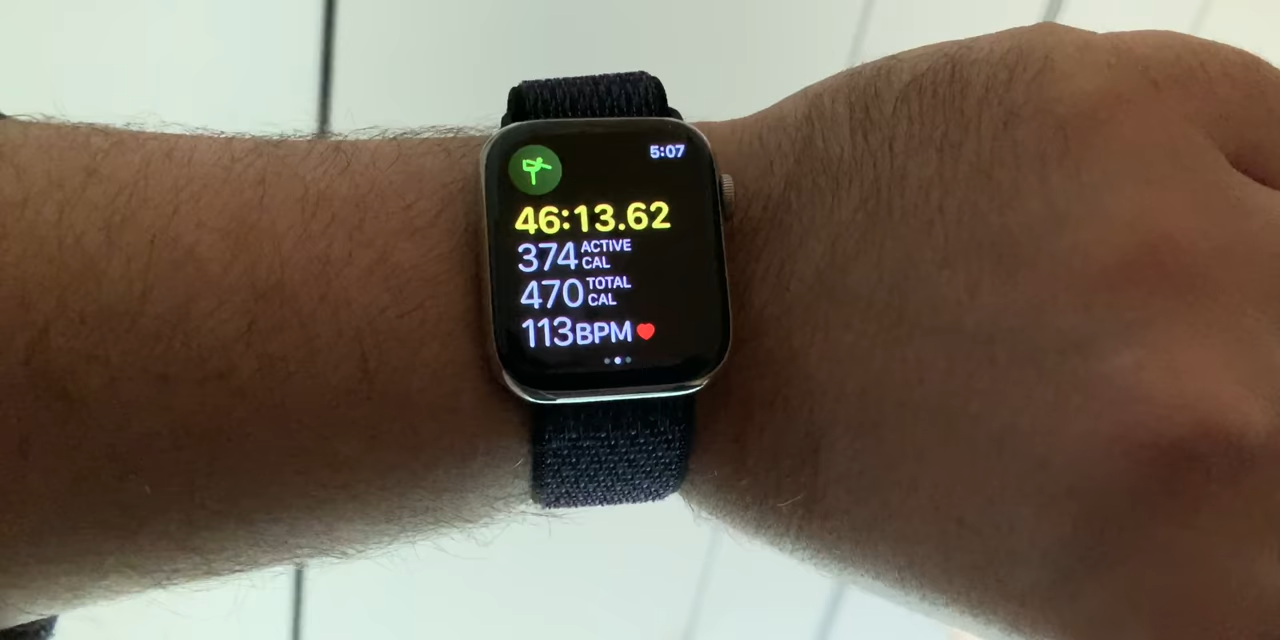 5:07
46:13.62
374 ACTIVE CAL
470 TOTAL CAL
113BPM